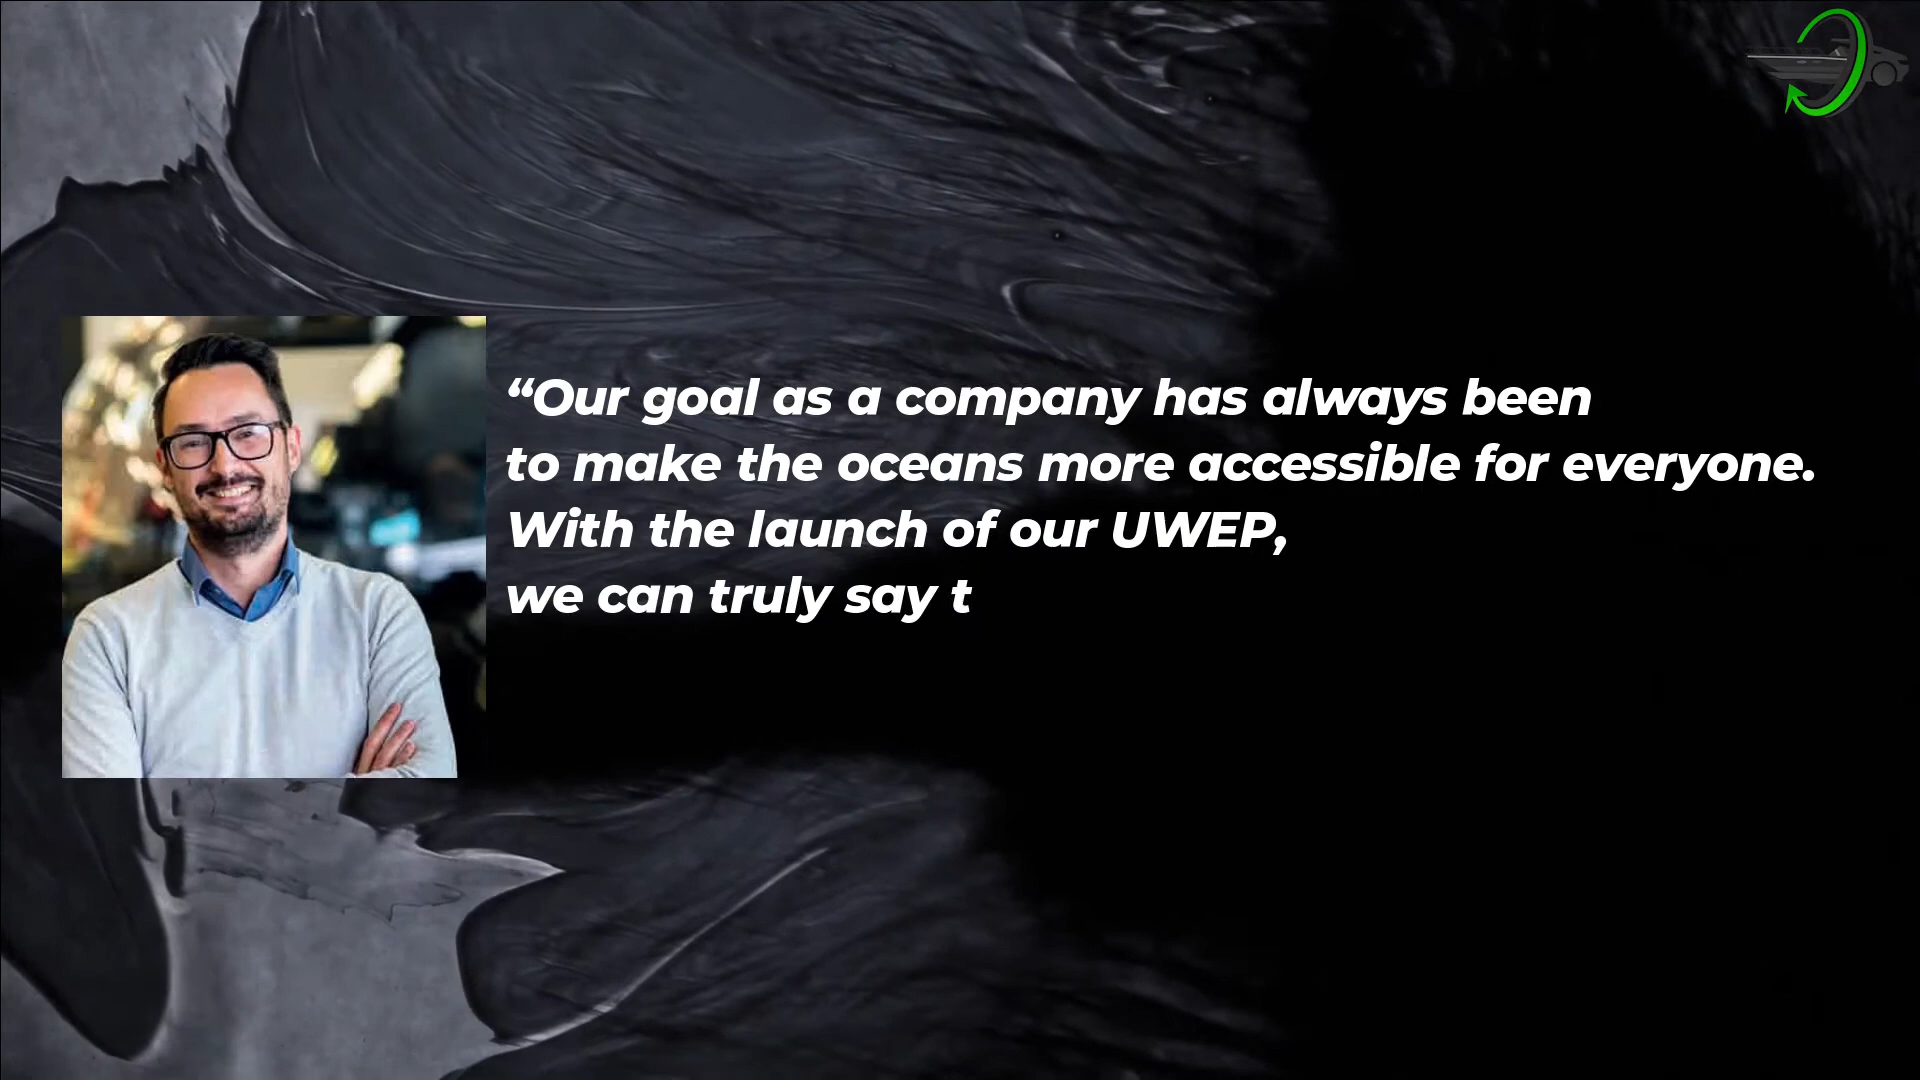 “Our goal as a company has always been
to make the oceans more accessible for everyone.
With the launch of our UWEP,
we can truly say t